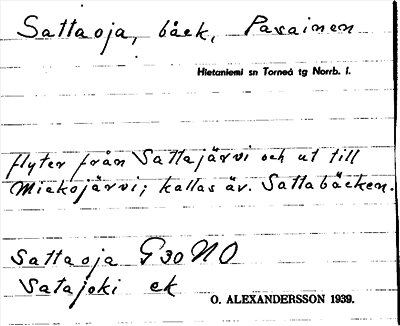 Sattaoja, bäck, Pasainen
Hietaniemi sn Torneå tg Norrb. l.
flyter från Sattajärvi och ut till
Miekojärvi; kallas äv. Sattabäcken.
Sattaoja G30NO
Satajoki ek
O. ALEXANDERSSON 1939.